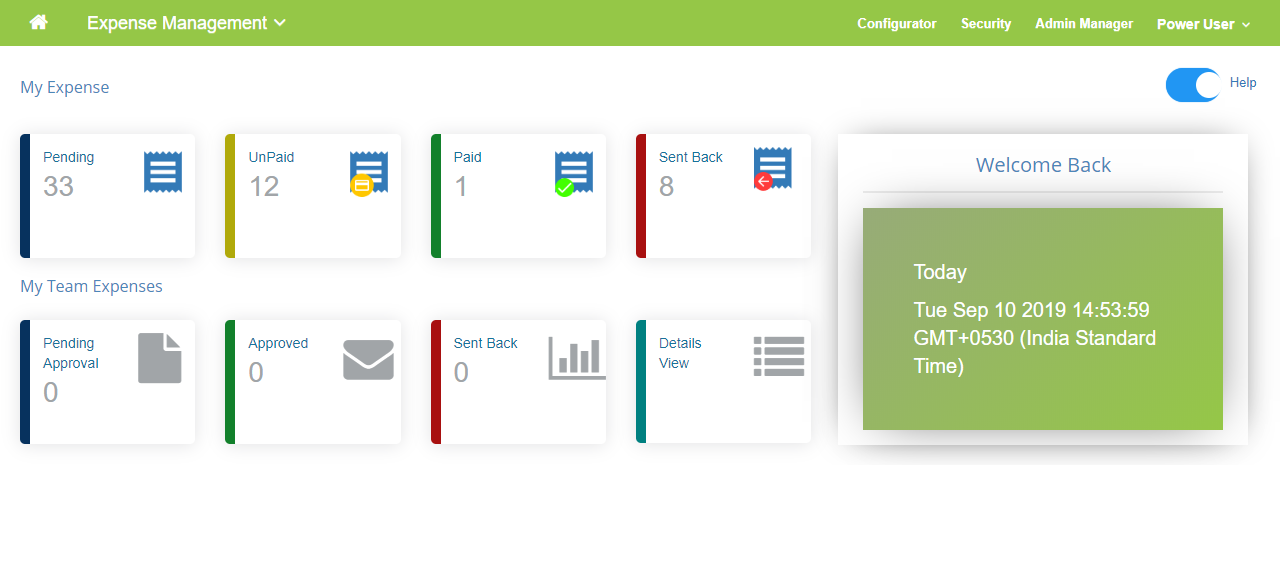 Expense Management
Configurator
Security
Admin Manager
Power User
My Expense
Help
Pending
33
UnPaid
12
Paid
1
Sent Back
8
Welcome Back
Today
Tue Sep 10 2019 14:53:59
GMT+0530 (India Standard
Time)
My Team Expenses
Pending
Approval
0
Approved
0
Sent Back
0
Details
View